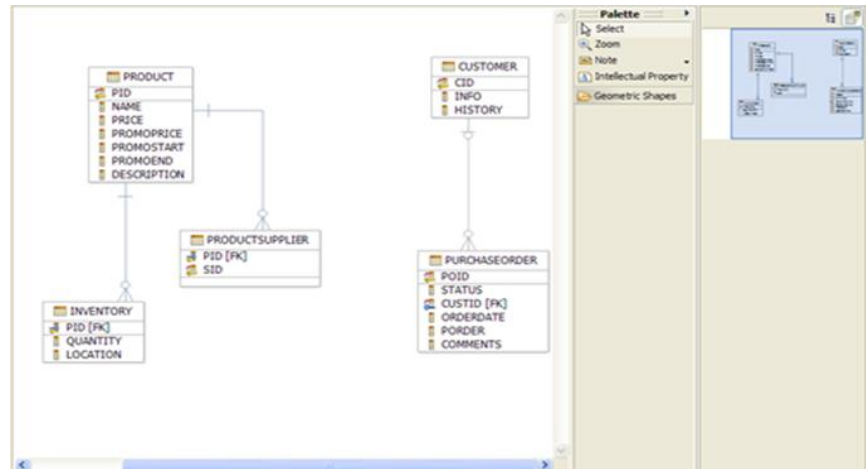 PRODUCT
PID
NAME
PRICE
PROMOPRICE
PROMOSTART
PROMOEND
DESCRIPTION
PRODUCTSUPPLIER
PID [FK]
SID
INVENTORY
PID [FK]
QUANTITY
LOCATION
CUSTOMER
CID
INFO
HISTORY
PURCHASEORDER
POID
STATUS
CUSTID [FK]
ORDERDATE
PORDER
COMMENTS
Palette
Select
Zoom
Note
Intellectual Property
Geometric Shapes